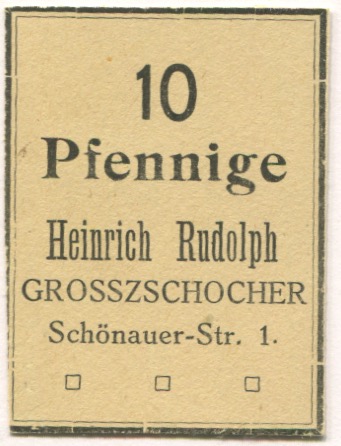 10
Pfennige
Heinrich Rudolph
GROSSZSCHOCHER
Schönauer-Str. 1.